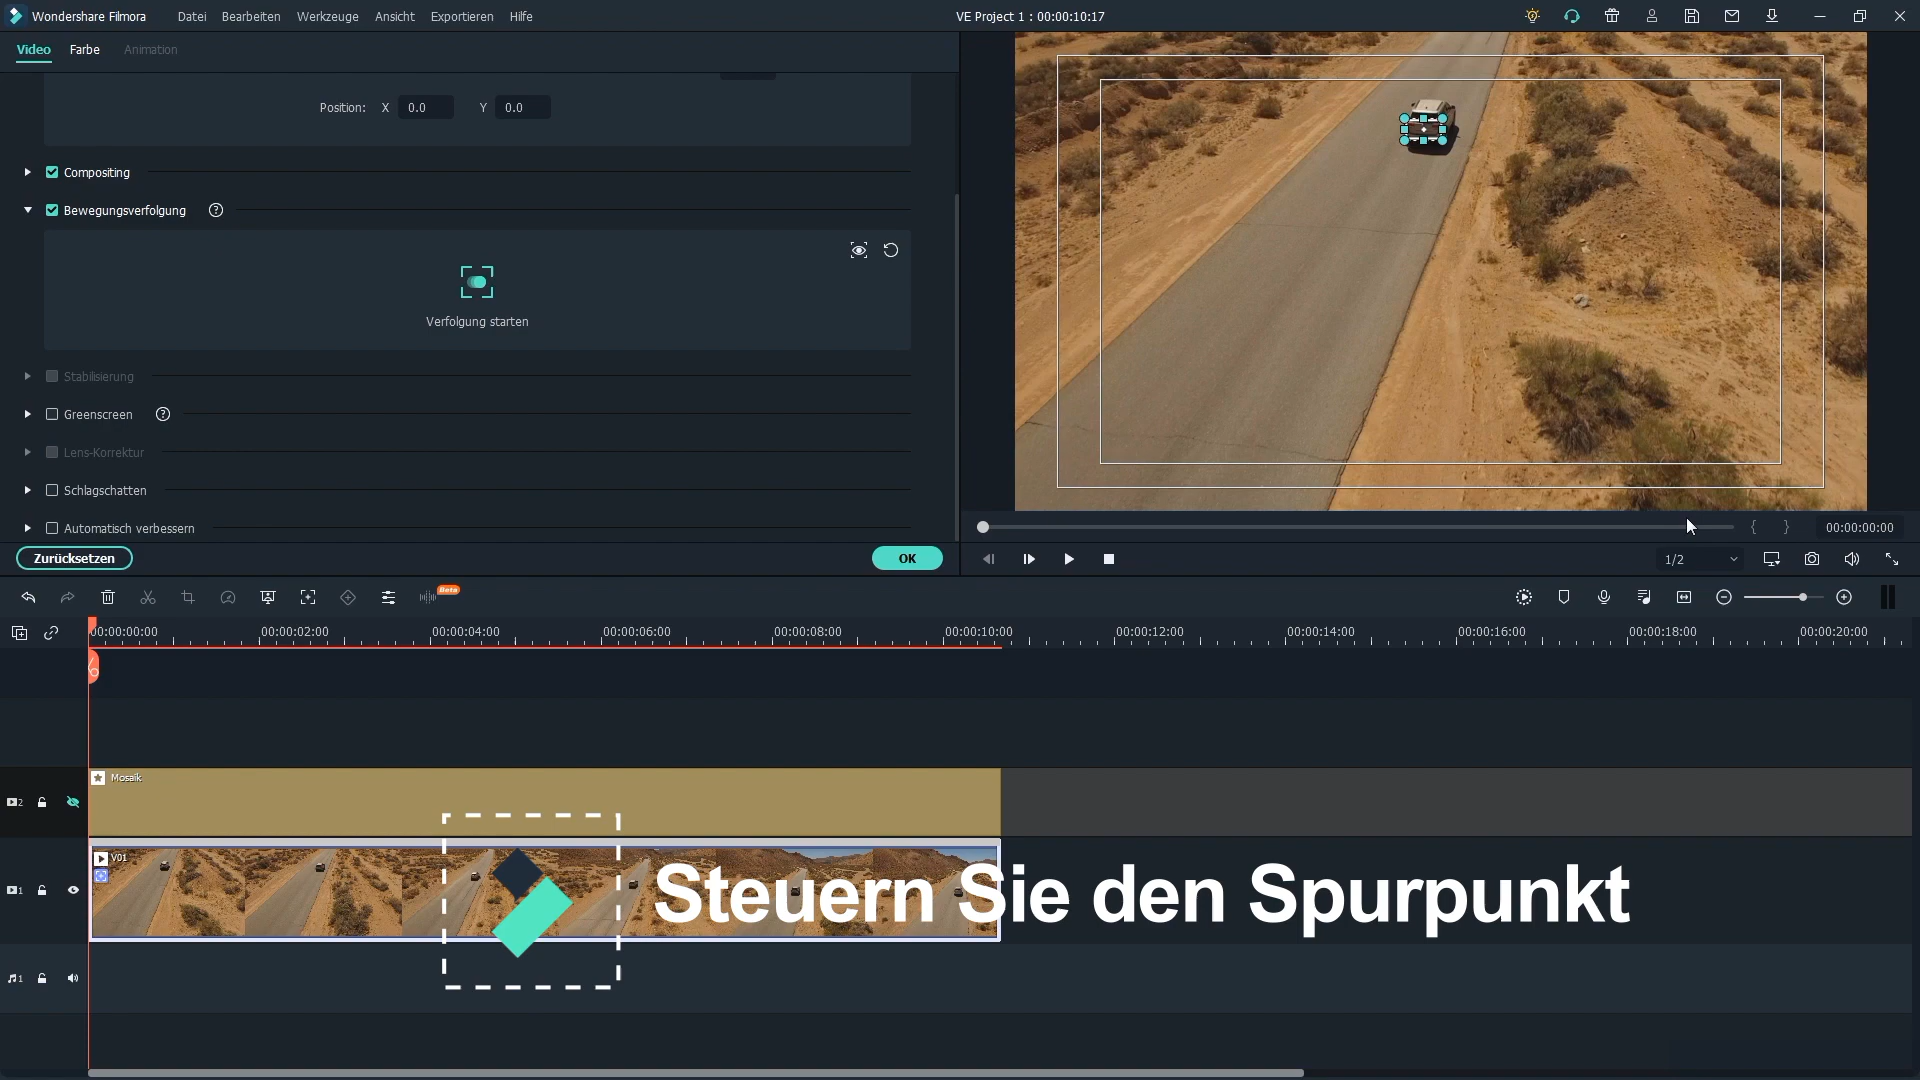 Wondershare Filmora Datei Bearbeiten Werkzeuge Ansicht Exportieren Hilfe VE Project 1 : 00:00:10:17
Video Farbe Animation
Position: X 0.0 Y 0.0
Compositing
Bewegungsverfolgung
Verfolgung starten
Stabilisierung
Greenscreen
Lens-Korrektur
Schlagschatten
Automatisch verbessern
Zurücksetzen OK
00:00:00:00
1/2
Beta
00:00:00:00 00:00:02:00 00:00:04:00 00:00:06:00 00:00:08:00 00:00:10:00 00:00:12:00 00:00:14:00 00:00:16:00 00:00:18:00 00:00:20:00
Mosaik
2
V01
1
Steuern Sie den Spurpunkt
1